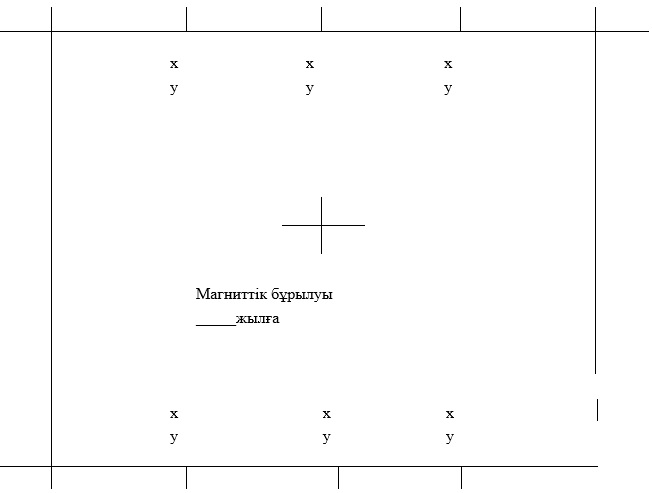 x x x
y y y
Магниттік бұрылуы
_____жылға
x x x
y y y